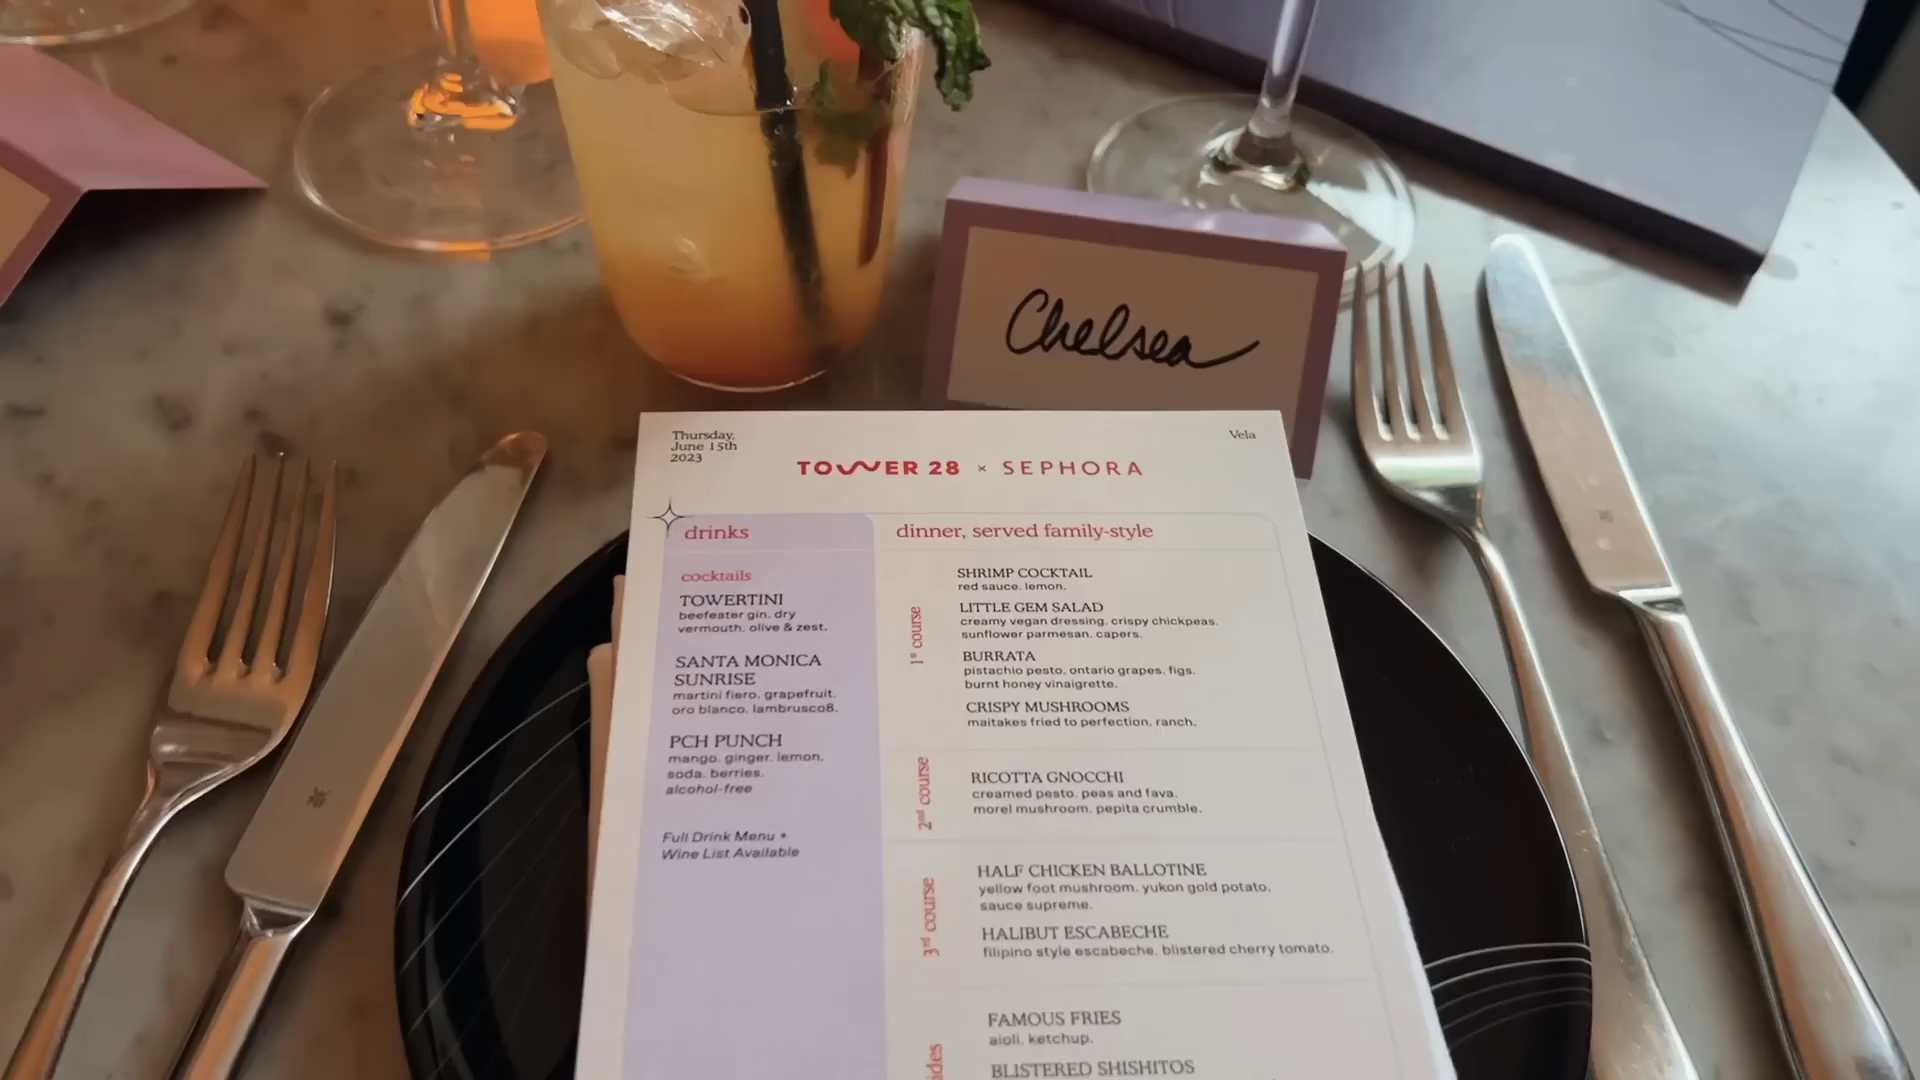 Chelsea
Thursday,
June 15th
2023
Vela
TOWER 28 × SEPHORA
drinks
cocktails
TOWERTINI
beefeater gin. dry
vermouth. olive & zest.
SANTA MONICA
SUNRISE
martini fiero. grapefruit.
oro blanco. lambrusco8.
PCH PUNCH
mango. ginger. lemon.
soda. berries.
alcohol-free
Full Drink Menu +
Wine List Available
dinner, served family-style
1st course
SHRIMP COCKTAIL
red sauce. lemon.
LITTLE GEM SALAD
creamy vegan dressing. crispy chickpeas.
sunflower parmesan. capers.
BURRATA
pistachio pesto. ontario grapes. figs.
burnt honey vinaigrette.
CRISPY MUSHROOMS
maitakes fried to perfection. ranch.
2nd course
RICOTTA GNOCCHI
creamed pesto. peas and fava.
morel mushroom. pepita crumble.
3rd course
HALF CHICKEN BALLOTINE
yellow foot mushroom. yukon gold potato.
sauce supreme.
HALIBUT ESCABECHE
filipino style escabeche. blistered cherry tomato.
FAMOUS FRIES
aioli. ketchup.
BLISTERED SHISHITOS